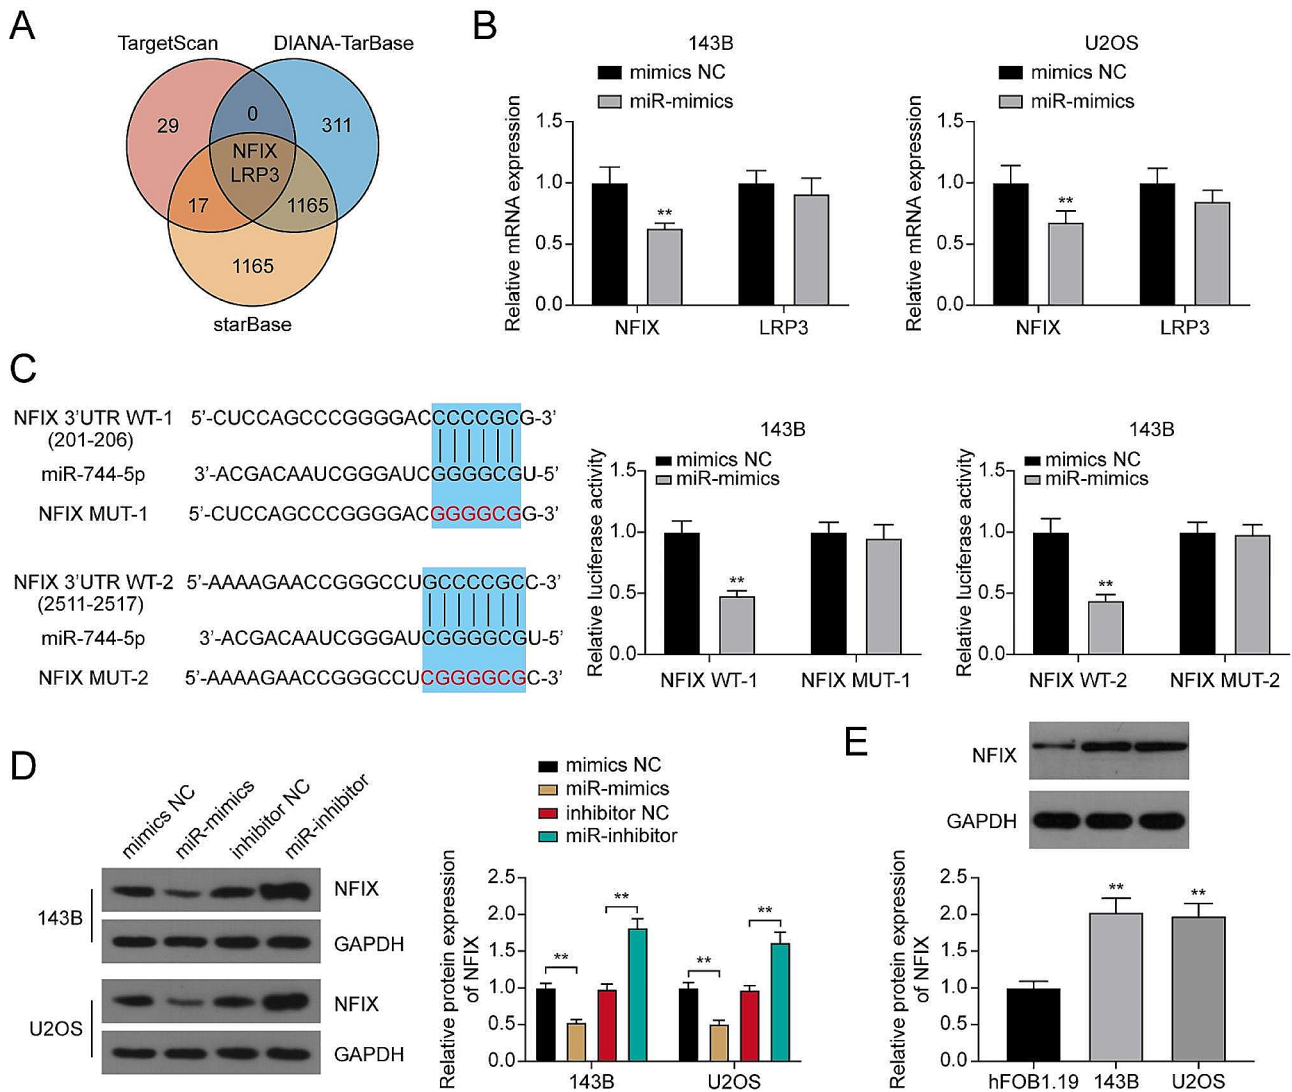 A
TargetScan
DIANA-TarBase
29
0
311
NFIX
LRP3
17
1165
1165
starBase
B
143B
mimics NC
miR-mimics
Relative mRNA expression
1.5
1.0
0.5
0.0
**
NFIX
LRP3
U2OS
mimics NC
miR-mimics
Relative mRNA expression
1.5
1.0
0.5
0.0
**
NFIX
LRP3
C
NFIX 3'UTR WT-1 5'-CUCCAGCCCGGGGACCCCCGCG-3'
(201-206)
miR-744-5p 3'-ACGACAAUCGGGAUCGGGGCGU-5'
NFIX MUT-1 5'-CUCCAGCCCGGGGACGGGGCGG-3'
NFIX 3'UTR WT-2 5'-AAAAGAACCGGGCCUGCCCCGCC-3'
(2511-2517)
miR-744-5p 3'-ACGACAAUCGGGAUCGGGGCGU-5'
NFIX MUT-2 5'-AAAAGAACCGGGCCUCGGGGCGC-3'
143B
mimics NC
miR-mimics
Relative luciferase activity
1.5
1.0
0.5
0.0
**
NFIX WT-1
NFIX MUT-1
143B
mimics NC
miR-mimics
Relative luciferase activity
1.5
1.0
0.5
0.0
**
NFIX WT-2
NFIX MUT-2
D
mimics NC
miR-mimics
inhibitor NC
miR-inhibitor
143B
NFIX
GAPDH
U2OS
NFIX
GAPDH
mimics NC
miR-mimics
inhibitor NC
miR-inhibitor
Relative protein expression
of NFIX
2.5
2.0
1.5
1.0
0.5
0.0
**
**
**
**
143B
U2OS
E
NFIX
GAPDH
Relative protein expression
of NFIX
2.5
2.0
1.5
1.0
0.5
0.0
**
**
hFOB1.19
143B
U2OS